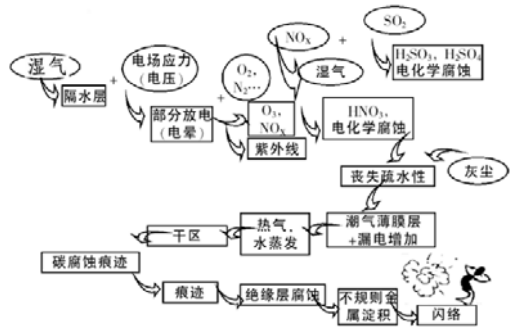 湿气
隔水层
+
电场应力
(电压)
部分放电
(电晕)
+
O₂,
N₂…
O₃,
NOₓ
紫外线
NOₓ
+
湿气
SO₂
H₂SO₃, H₂SO₄
电化学腐蚀
HNO₃,
电化学腐蚀
丧失疏水性
灰尘
潮气薄膜层
+漏电增加
热气,
水蒸发
干区
碳腐蚀痕迹
痕迹
绝缘层腐蚀
不规则金
属淀积
闪络